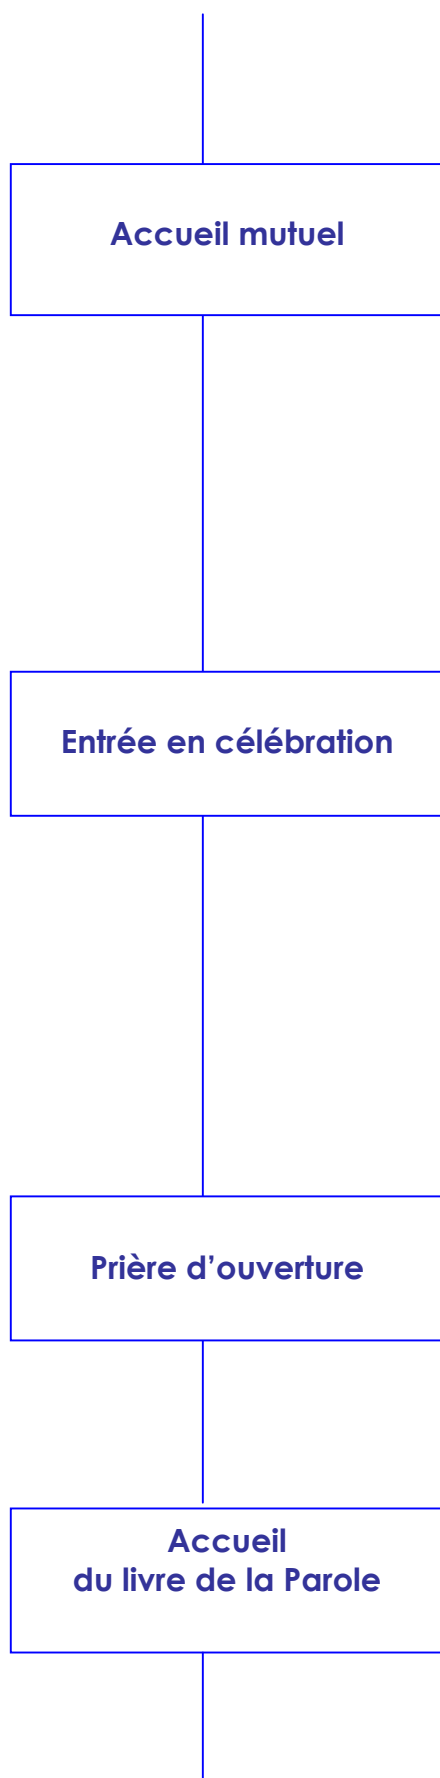 Accueil mutuel
Entrée en célébration
Prière d’ouverture
Accueil
du livre de la Parole